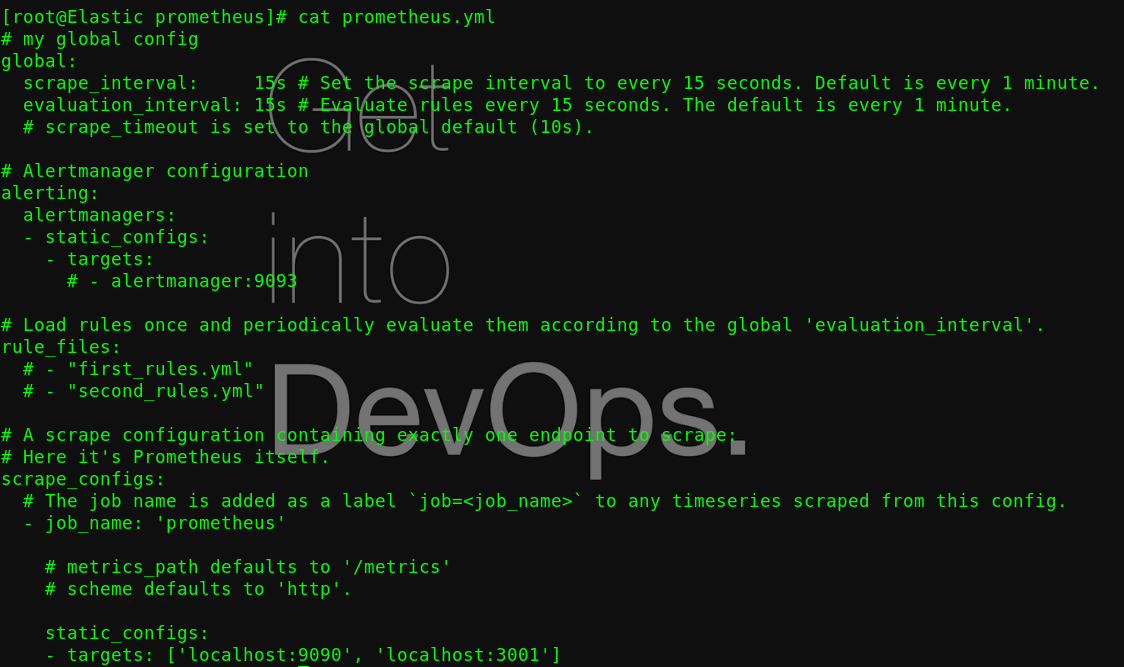 [root@Elastic prometheus]# cat prometheus.yml
# my global config
global:
  scrape_interval:     15s # Set the scrape interval to every 15 seconds. Default is every 1 minute.
  evaluation_interval: 15s # Evaluate rules every 15 seconds. The default is every 1 minute.
  # scrape_timeout is set to the global default (10s).
# Alertmanager configuration
alerting:
  alertmanagers:
  - static_configs:
    - targets:
      # - alertmanager:9093
# Load rules once and periodically evaluate them according to the global 'evaluation_interval'.
rule_files:
  # - "first_rules.yml"
  # - "second_rules.yml"
# A scrape configuration containing exactly one endpoint to scrape:
# Here it's Prometheus itself.
scrape_configs:
  # The job name is added as a label `job=<job_name>` to any timeseries scraped from this config.
  - job_name: 'prometheus'
    # metrics_path defaults to '/metrics'
    # scheme defaults to 'http'.
    static_configs:
    - targets: ['localhost:9090', 'localhost:3001']
Get
into
DevOps.